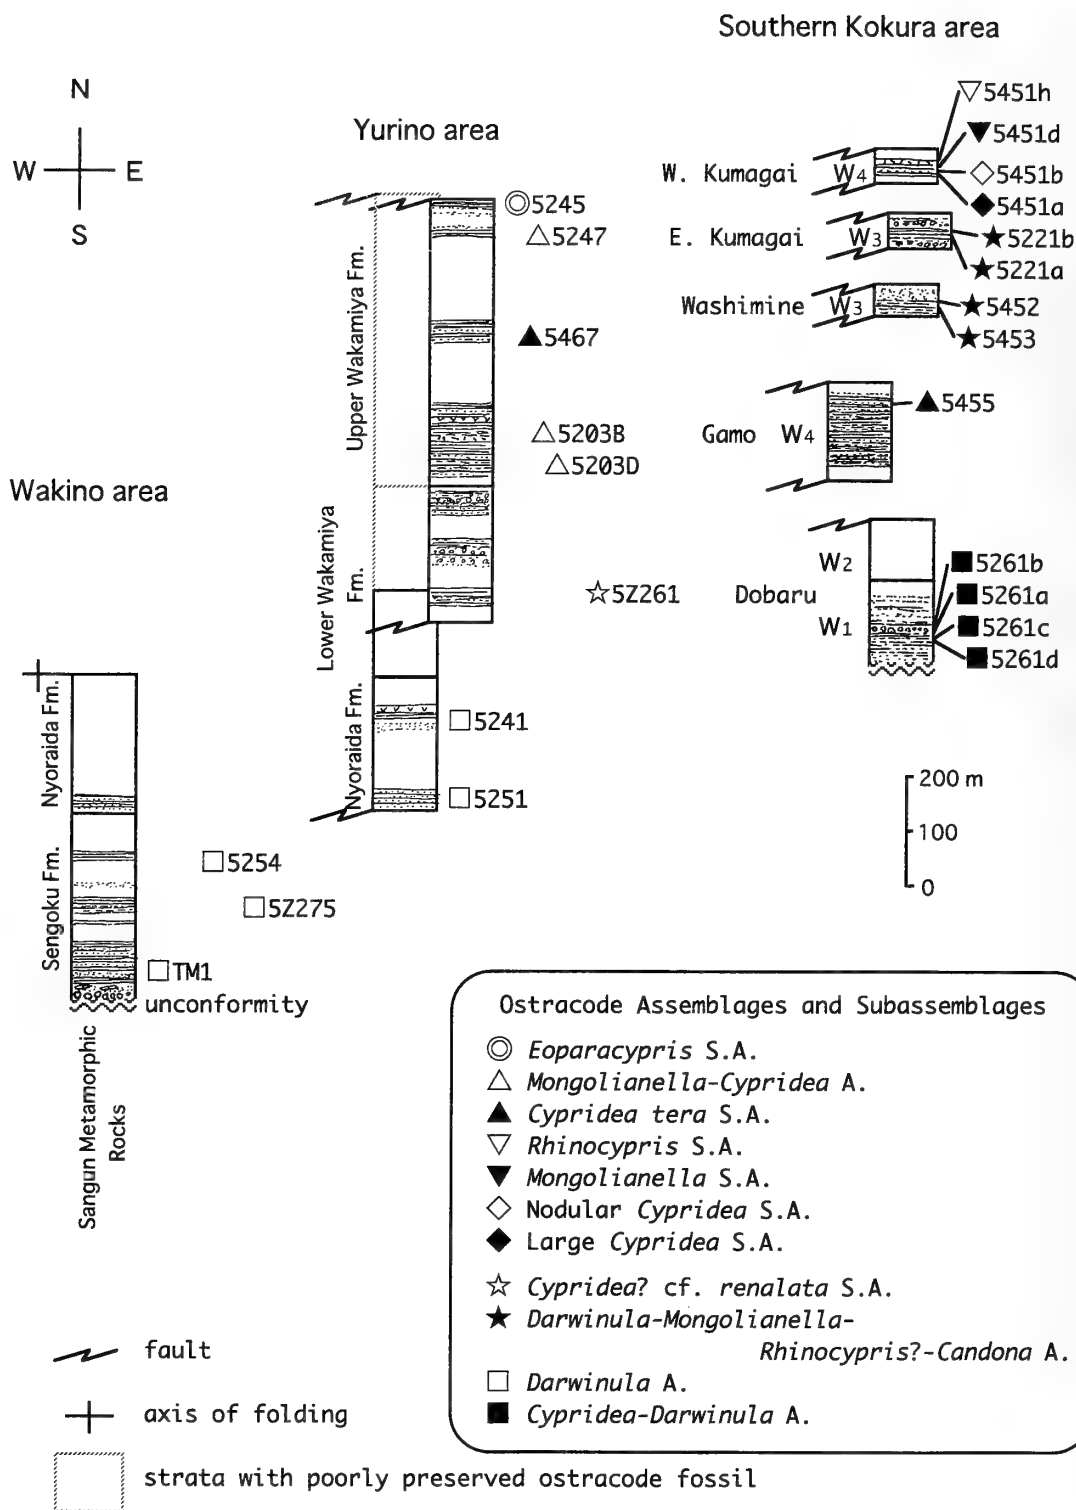 Southern Kokura area
N
W E
S
Yurino area
5451h
5451d
W. Kumagai W4 5451b
5451a
E. Kumagai W3 5221b
5221a
Washimine W3 5452
5453
5245
5247
Upper Wakamiya Fm.
5467
5203B
5203D
5455
Gamo W4
Wakino area
Lower Wakamiya
Fm.
5Z261
W2
Dobaru
W1
5261b
5261a
5261c
5261d
Nyoraida Fm.
5241
5251
Nyoraida Fm.
Sengoku Fm.
5254
5Z275
TM1
unconformity
Sangun Metamorphic
Rocks
200 m
100
0
Ostracode Assemblages and Subassemblages
Eoparacypris S.A.
Mongolianella-Cypridea A.
Cypridea tera S.A.
Rhinocypris S.A.
Mongolianella S.A.
Nodular Cypridea S.A.
Large Cypridea S.A.
Cypridea? cf. renalata S.A.
Darwinula-Mongolianella-
Rhinocypris?-Candona A.
Darwinula A.
Cypridea-Darwinula A.
fault
axis of folding
strata with poorly preserved ostracode fossil